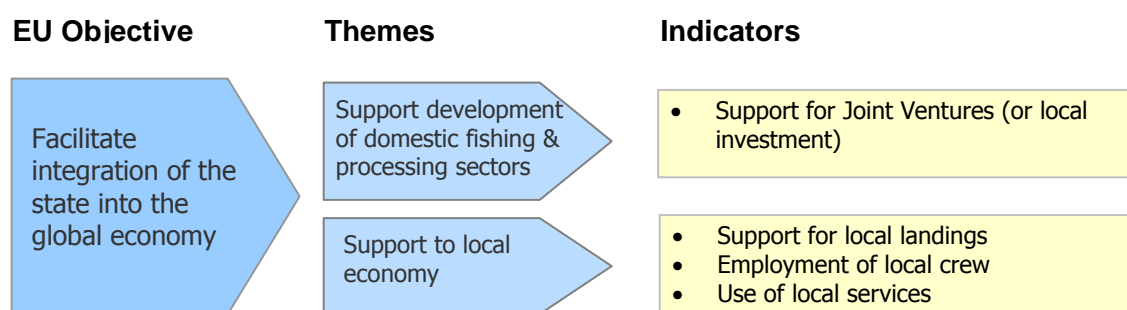 EU Objective Themes Indicators
Facilitate
integration of the
state into the
global economy
Support development
of domestic fishing &
processing sectors
• Support for Joint Ventures (or local
investment)
Support to local
economy
• Support for local landings
• Employment of local crew
• Use of local services